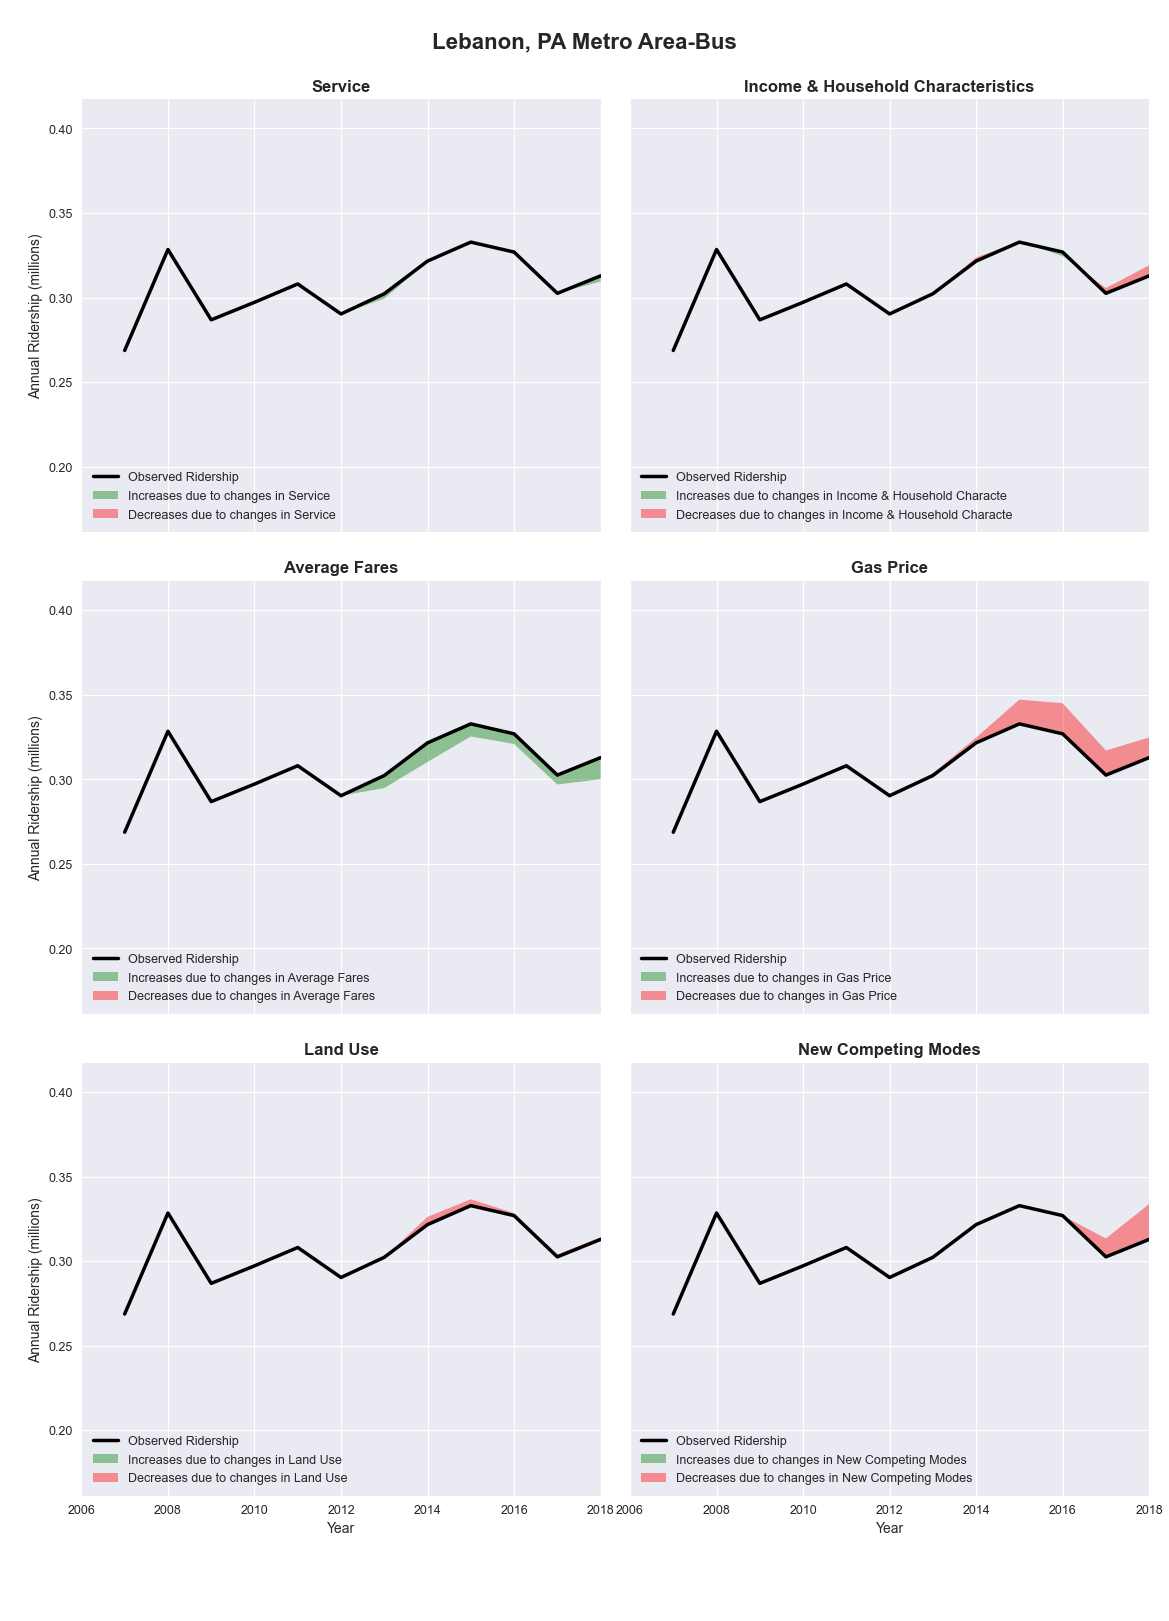 Lebanon, PA Metro Area-Bus
Service
Income & Household Characteristics
0.40
0.35
0.30
0.25
0.20
Annual Ridership (millions)
Observed Ridership
Increases due to changes in Service
Decreases due to changes in Service
Observed Ridership
Increases due to changes in Income & Household Characte
Decreases due to changes in Income & Household Characte
Average Fares
Gas Price
0.40
0.35
0.30
0.25
0.20
Annual Ridership (millions)
Observed Ridership
Increases due to changes in Average Fares
Decreases due to changes in Average Fares
Observed Ridership
Increases due to changes in Gas Price
Decreases due to changes in Gas Price
Land Use
New Competing Modes
0.40
0.35
0.30
0.25
0.20
Annual Ridership (millions)
Observed Ridership
Increases due to changes in Land Use
Decreases due to changes in Land Use
Observed Ridership
Increases due to changes in New Competing Modes
Decreases due to changes in New Competing Modes
2006 2008 2010 2012 2014 2016 2018
2006 2008 2010 2012 2014 2016 2018
Year
Year